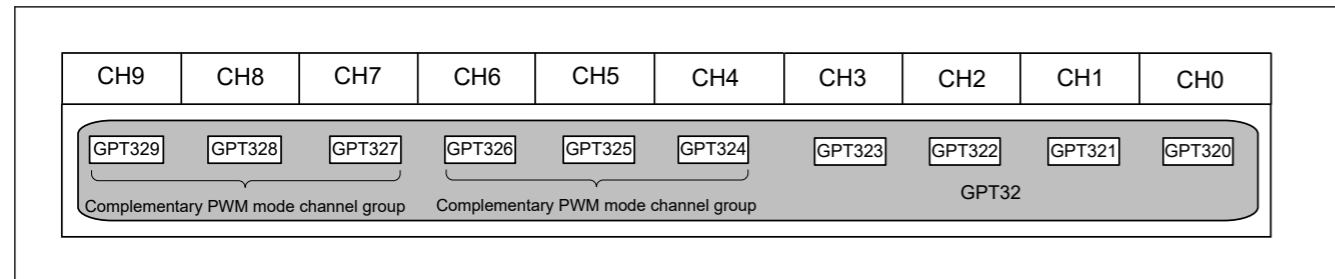 CH9 CH8 CH7 CH6 CH5 CH4 CH3 CH2 CH1 CH0
GPT329 GPT328 GPT327 GPT326 GPT325 GPT324 GPT323 GPT322 GPT321 GPT320
GPT32
Complementary PWM mode channel group Complementary PWM mode channel group